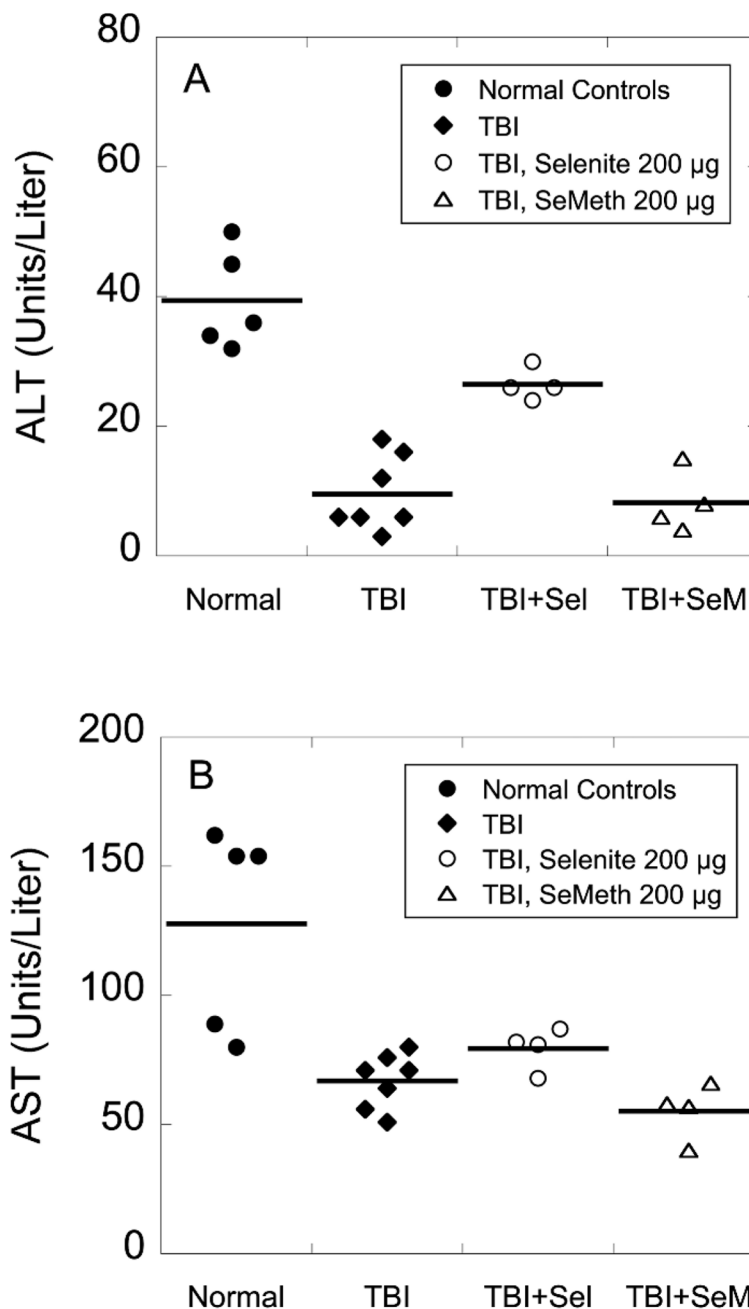 80
A
Normal Controls
TBI
TBI, Selenite 200 µg
TBI, SeMeth 200 µg
60
ALT (Units/Liter)
40
20
0
Normal TBI TBI+Sel TBI+SeM
200
B
Normal Controls
TBI
TBI, Selenite 200 µg
TBI, SeMeth 200 µg
150
AST (Units/Liter)
100
50
0
Normal TBI TBI+Sel TBI+SeM